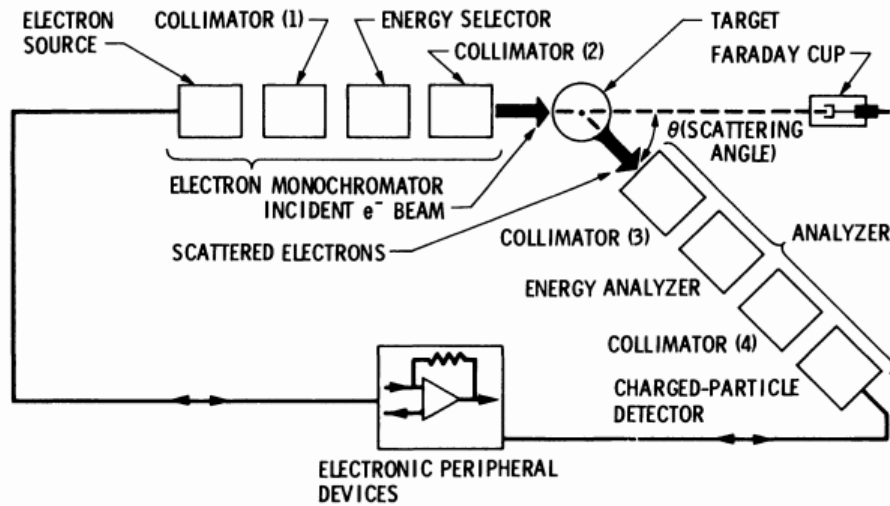 ELECTRON
SOURCE
COLLIMATOR (1)
ENERGY SELECTOR
COLLIMATOR (2)
TARGET
FARADAY CUP
θ(SCATTERING
ANGLE)
ELECTRON MONOCHROMATOR
INCIDENT e⁻ BEAM
SCATTERED ELECTRONS
COLLIMATOR (3)
ANALYZER
ENERGY ANALYZER
COLLIMATOR (4)
CHARGED-PARTICLE
DETECTOR
ELECTRONIC PERIPHERAL
DEVICES